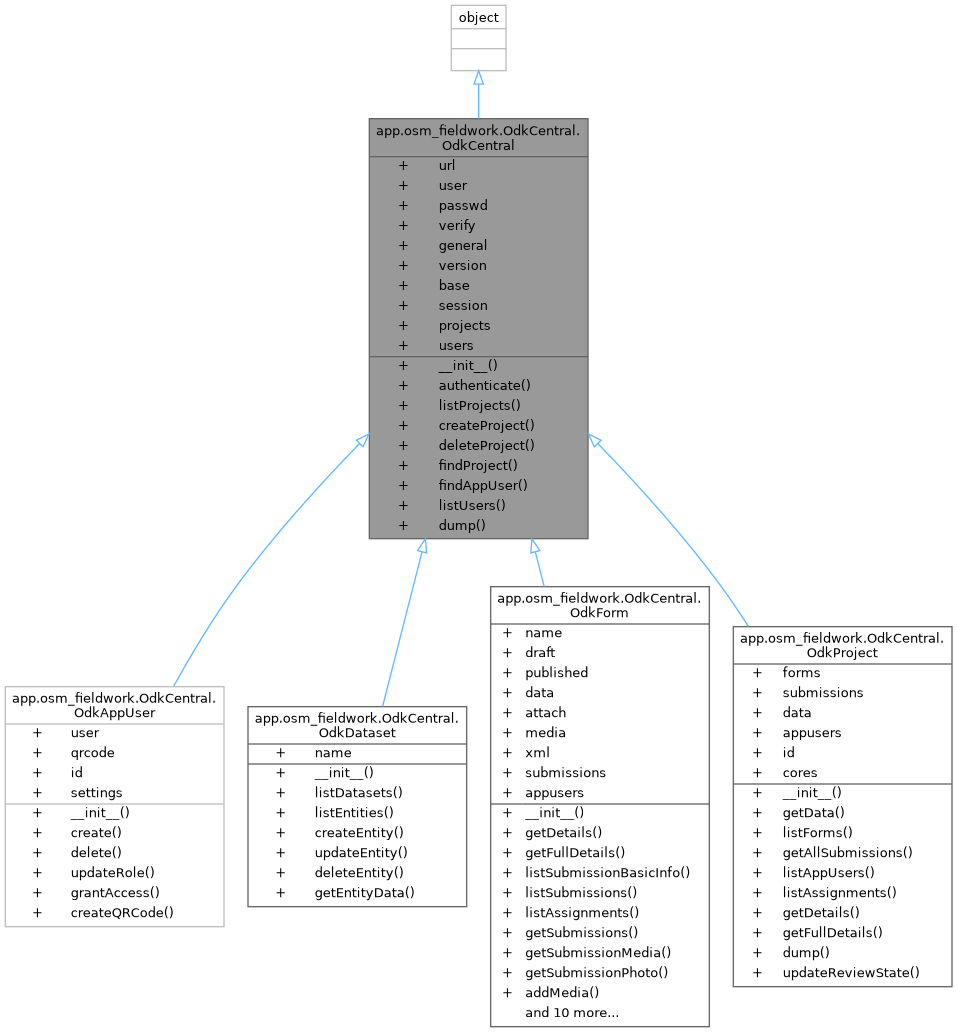 object
app.osm_fieldwork.OdkCentral.
OdkCentral
+ url
+ user
+ passwd
+ verify
+ general
+ version
+ base
+ session
+ projects
+ users
+ __init__()
+ authenticate()
+ listProjects()
+ createProject()
+ deleteProject()
+ findProject()
+ findAppUser()
+ listUsers()
+ dump()
app.osm_fieldwork.OdkCentral.
OdkAppUser
+ user
+ qrcode
+ id
+ settings
+ __init__()
+ create()
+ delete()
+ updateRole()
+ grantAccess()
+ createQRCode()
app.osm_fieldwork.OdkCentral.
OdkDataset
+ name
+ __init__()
+ listDatasets()
+ listEntities()
+ createEntity()
+ updateEntity()
+ deleteEntity()
+ getEntityData()
app.osm_fieldwork.OdkCentral.
OdkForm
+ name
+ draft
+ published
+ data
+ attach
+ media
+ xml
+ submissions
+ appusers
+ __init__()
+ getDetails()
+ getFullDetails()
+ listSubmissionBasicInfo()
+ listSubmissions()
+ listAssignments()
+ getSubmissions()
+ getSubmissionMedia()
+ getSubmissionPhoto()
+ addMedia()
and 10 more...
app.osm_fieldwork.OdkCentral.
OdkProject
+ forms
+ submissions
+ data
+ appusers
+ id
+ cores
+ __init__()
+ getData()
+ listForms()
+ getAllSubmissions()
+ listAppUsers()
+ listAssignments()
+ getDetails()
+ getFullDetails()
+ dump()
+ updateReviewState()